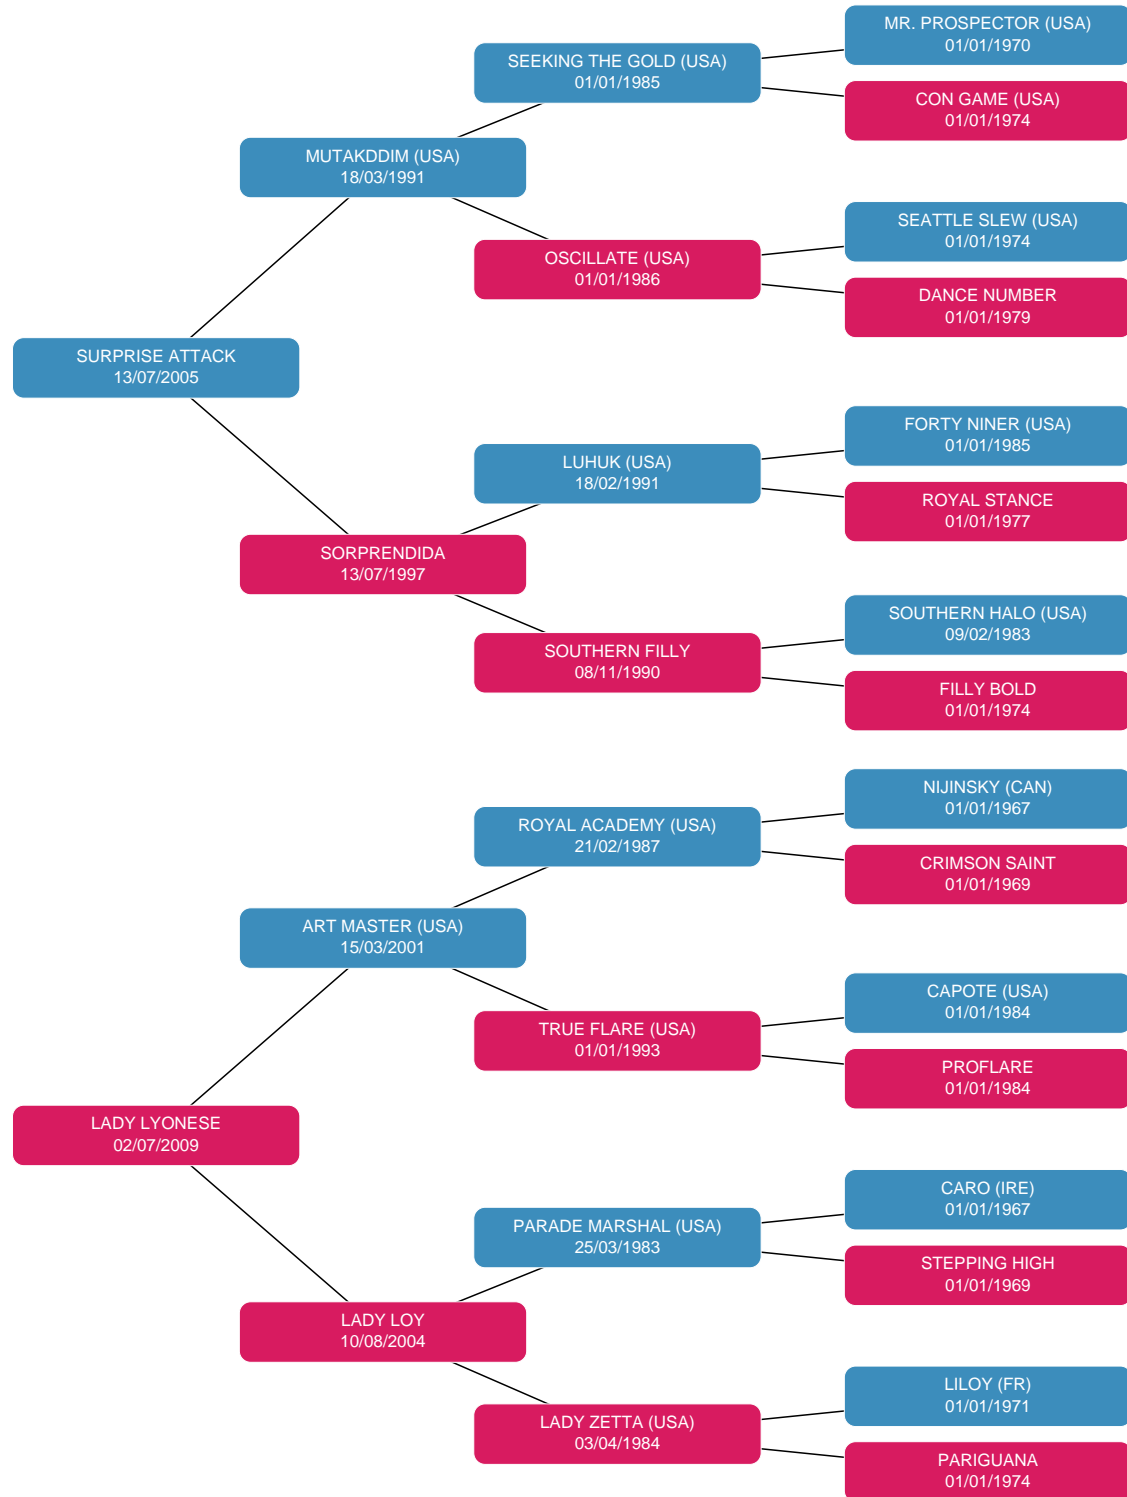 MR. PROSPECTOR (USA)
01/01/1970
SEEKING THE GOLD (USA)
01/01/1985
CON GAME (USA)
01/01/1974
MUTAKDDIM (USA)
18/03/1991
SEATTLE SLEW (USA)
01/01/1974
OSCILLATE (USA)
01/01/1986
DANCE NUMBER
01/01/1979
SURPRISE ATTACK
13/07/2005
FORTY NINER (USA)
01/01/1985
LUHUK (USA)
18/02/1991
ROYAL STANCE
01/01/1977
SORPRENDIDA
13/07/1997
SOUTHERN HALO (USA)
09/02/1983
SOUTHERN FILLY
08/11/1990
FILLY BOLD
01/01/1974
NIJINSKY (CAN)
01/01/1967
ROYAL ACADEMY (USA)
21/02/1987
CRIMSON SAINT
01/01/1969
ART MASTER (USA)
15/03/2001
CAPOTE (USA)
01/01/1984
TRUE FLARE (USA)
01/01/1993
PROFLARE
01/01/1984
LADY LYONESE
02/07/2009
CARO (IRE)
01/01/1967
PARADE MARSHAL (USA)
25/03/1983
STEPPING HIGH
01/01/1969
LADY LOY
10/08/2004
LILOY (FR)
01/01/1971
LADY ZETTA (USA)
03/04/1984
PARIGUANA
01/01/1974